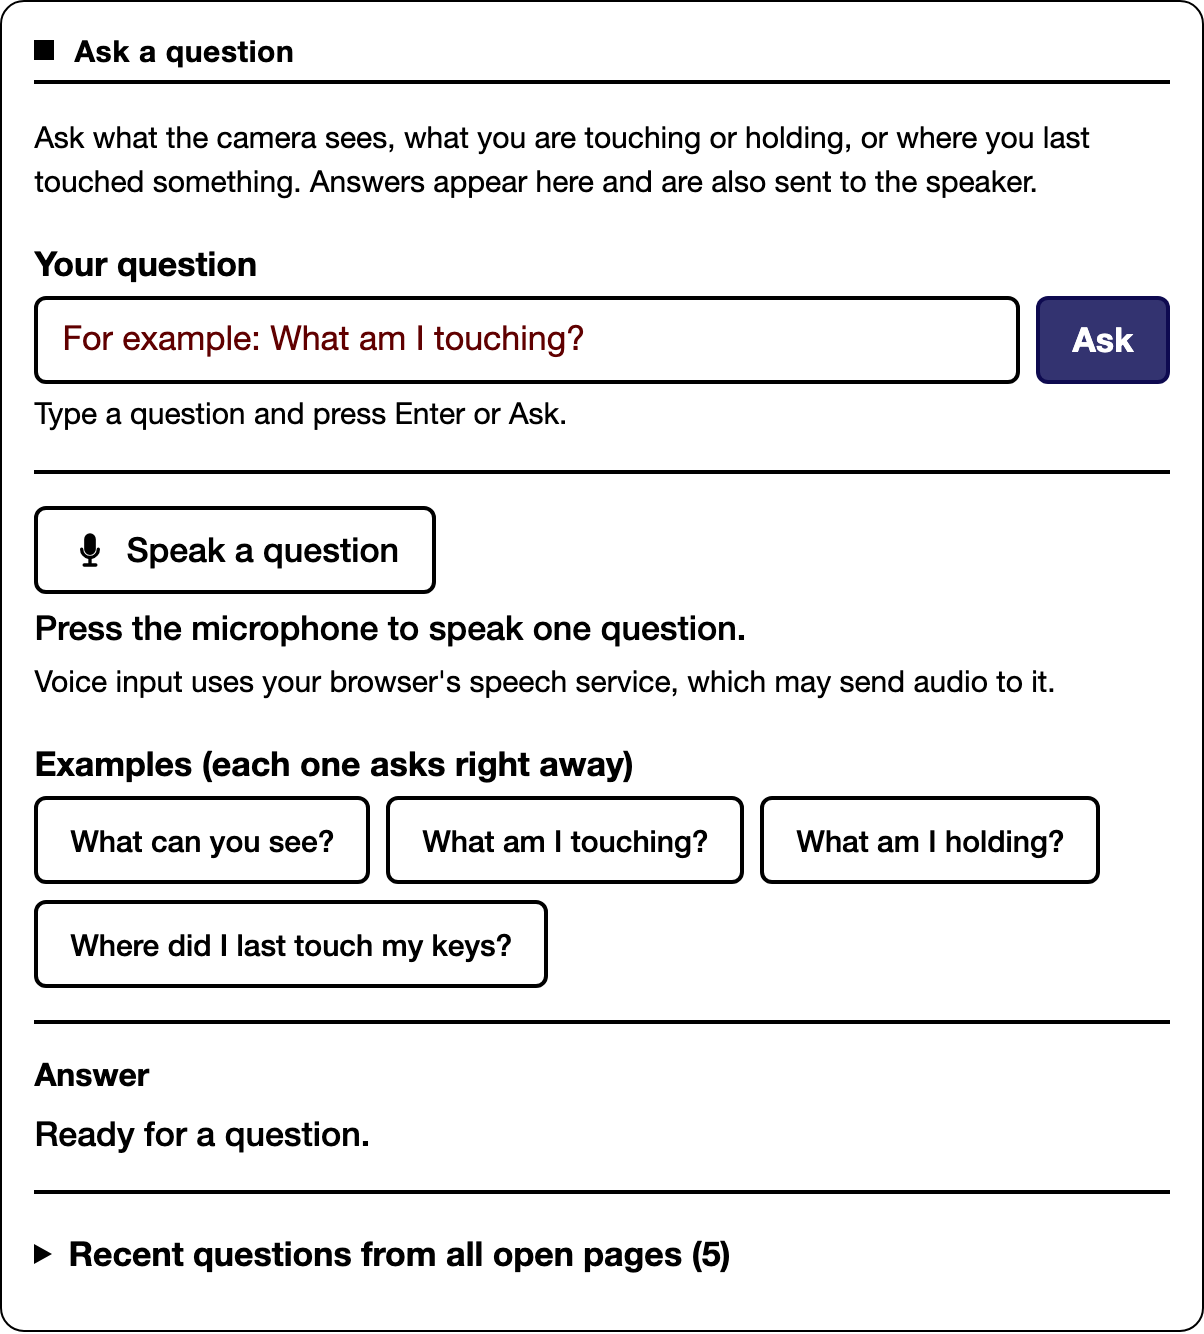 Ask a question
Ask what the camera sees, what you are touching or holding, or where you last
touched something. Answers appear here and are also sent to the speaker.
Your question
For example: What am I touching?
Ask
Type a question and press Enter or Ask.
Speak a question
Press the microphone to speak one question.
Voice input uses your browser's speech service, which may send audio to it.
Examples (each one asks right away)
What can you see?
What am I touching?
What am I holding?
Where did I last touch my keys?
Answer
Ready for a question.
Recent questions from all open pages (5)